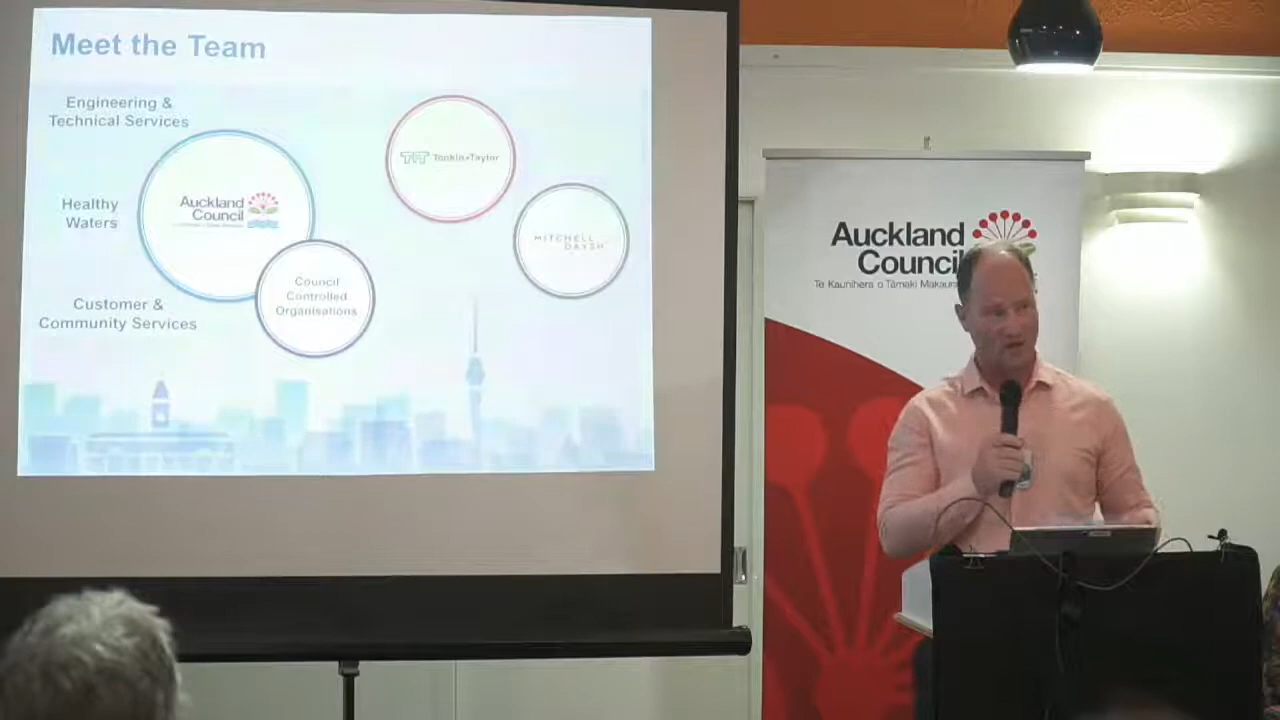 Meet the Team
Engineering &
Technical Services
Healthy
Waters
Customer &
Community Services
Auckland
Council
Council
Controlled
Organisations
Tonkin+Taylor
MITCHELL
DAYSH
Auckland
Council
Te Kaunihera o Tāmaki